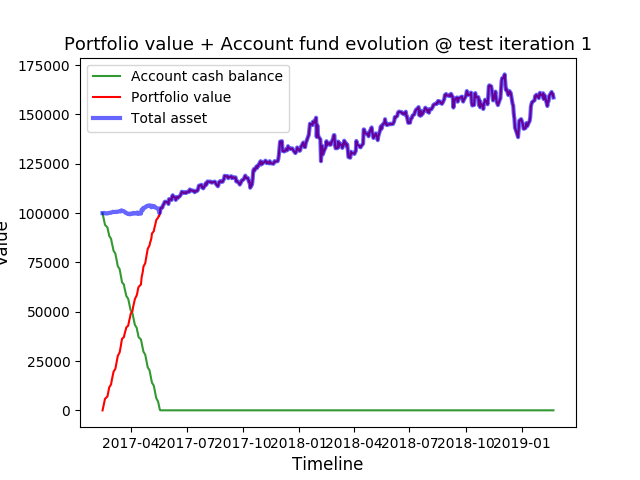 Portfolio value + Account fund evolution @ test iteration 1
Account cash balance
Portfolio value
Total asset
175000
150000
125000
100000
75000
50000
25000
0
Value
2017-04 2017-07 2017-10 2018-01 2018-04 2018-07 2018-10 2019-01
Timeline